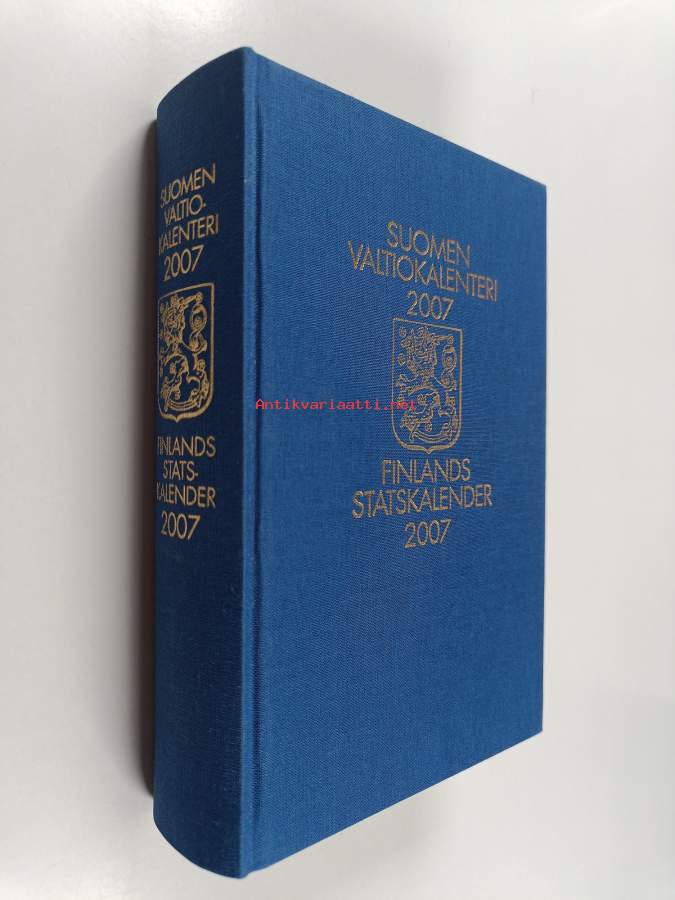 SUOMEN
VALTIO-
KALENTERI
2007
FINLANDS
STATS-
KALENDER
2007
SUOMEN
VALTIOKALENTERI
2007
Antikvariaatti.net
FINLANDS
STATSKALENDER
2007